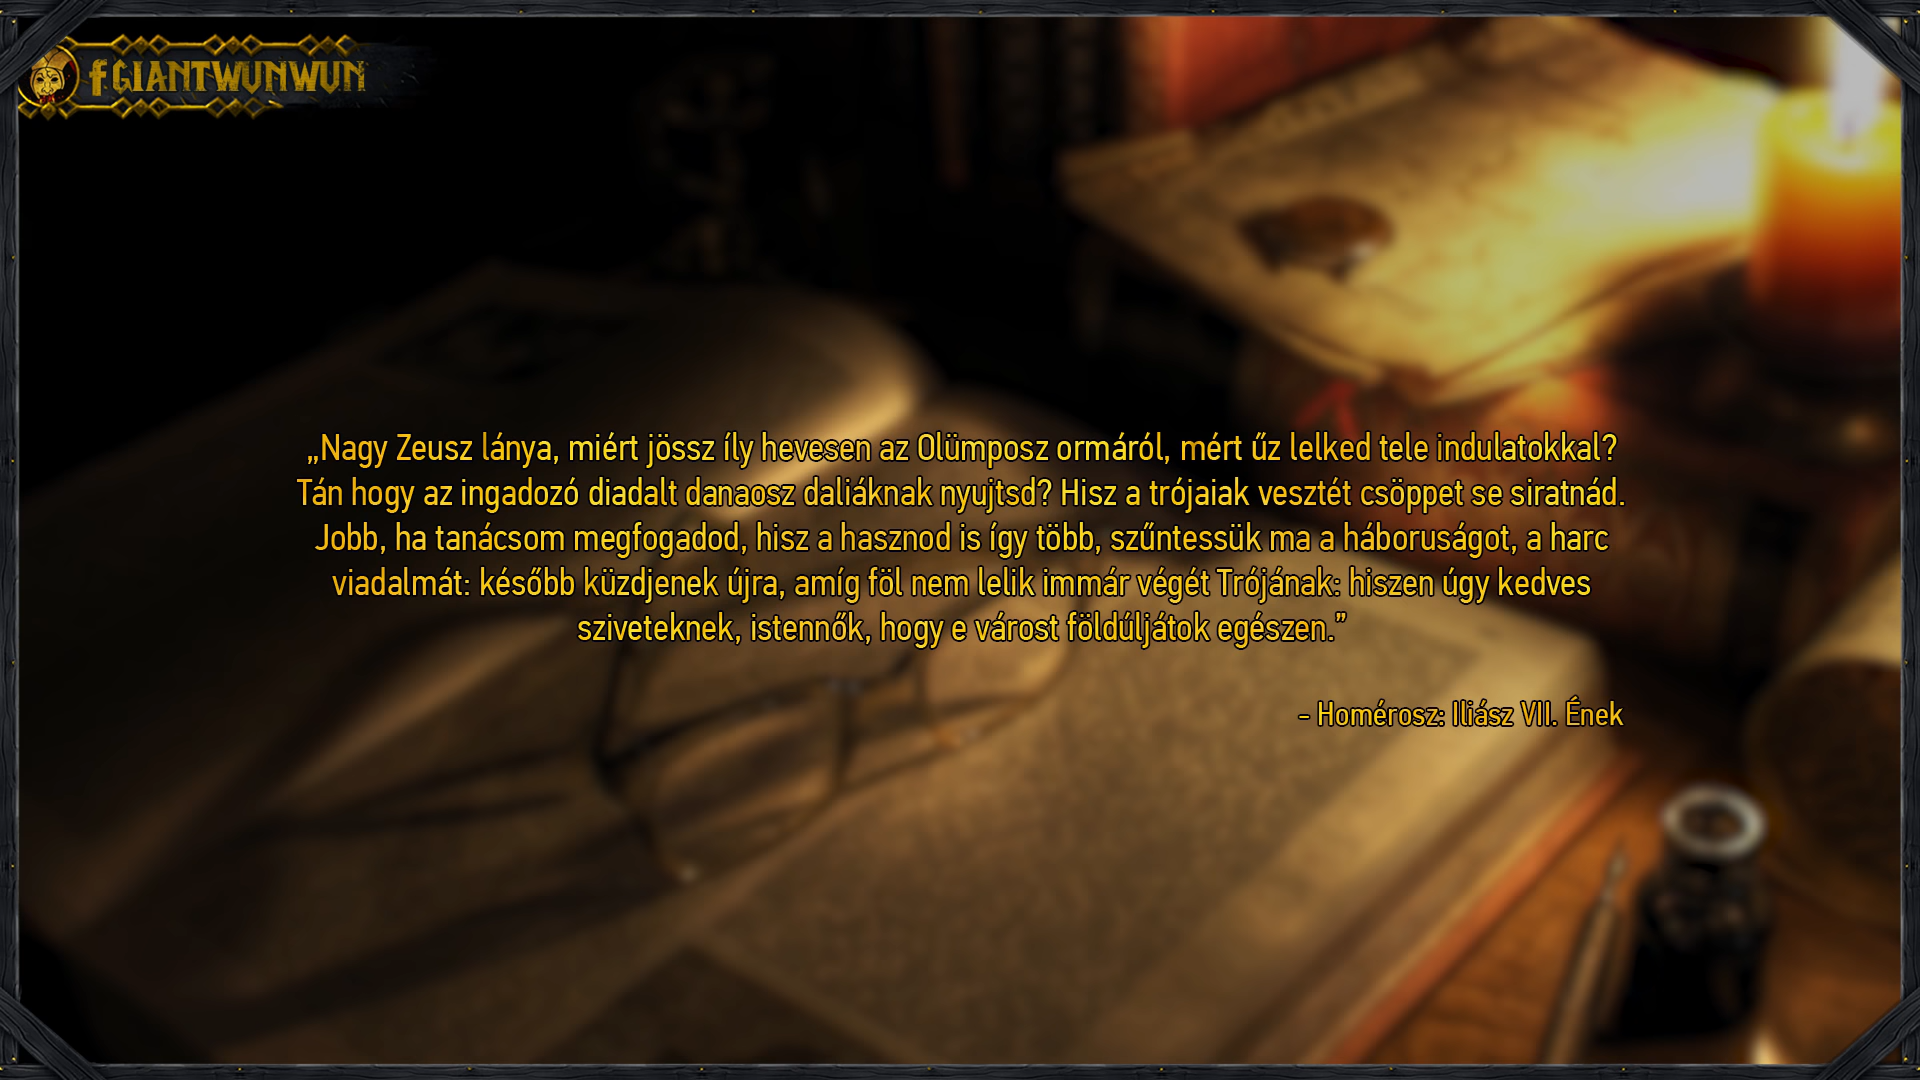 fGIANTWUNWUN
„Nagy Zeusz lánya, miért jössz íly hevesen az Olümposz ormáról, mért űz lelked tele indulatokkal?
Tán hogy az ingadozó diadalt danaosz daliáknak nyujtsd? Hisz a trójaiak vesztét csöppet se siratnád.
Jobb, ha tanácsom megfogadod, hisz a hasznod is így több, szűntessük ma a háboruságot, a harc
viadalmát: később küzdjenek újra, amíg föl nem lelik immár végét Trójának: hiszen úgy kedves
sziveteknek, istennők, hogy e várost földúljátok egészen.”
- Homérosz: Iliász VII. Ének